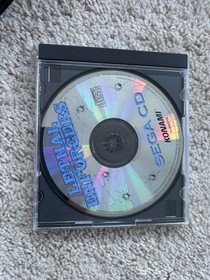 LETHAL
ENFORCERS
SEGA CD
KONAMI